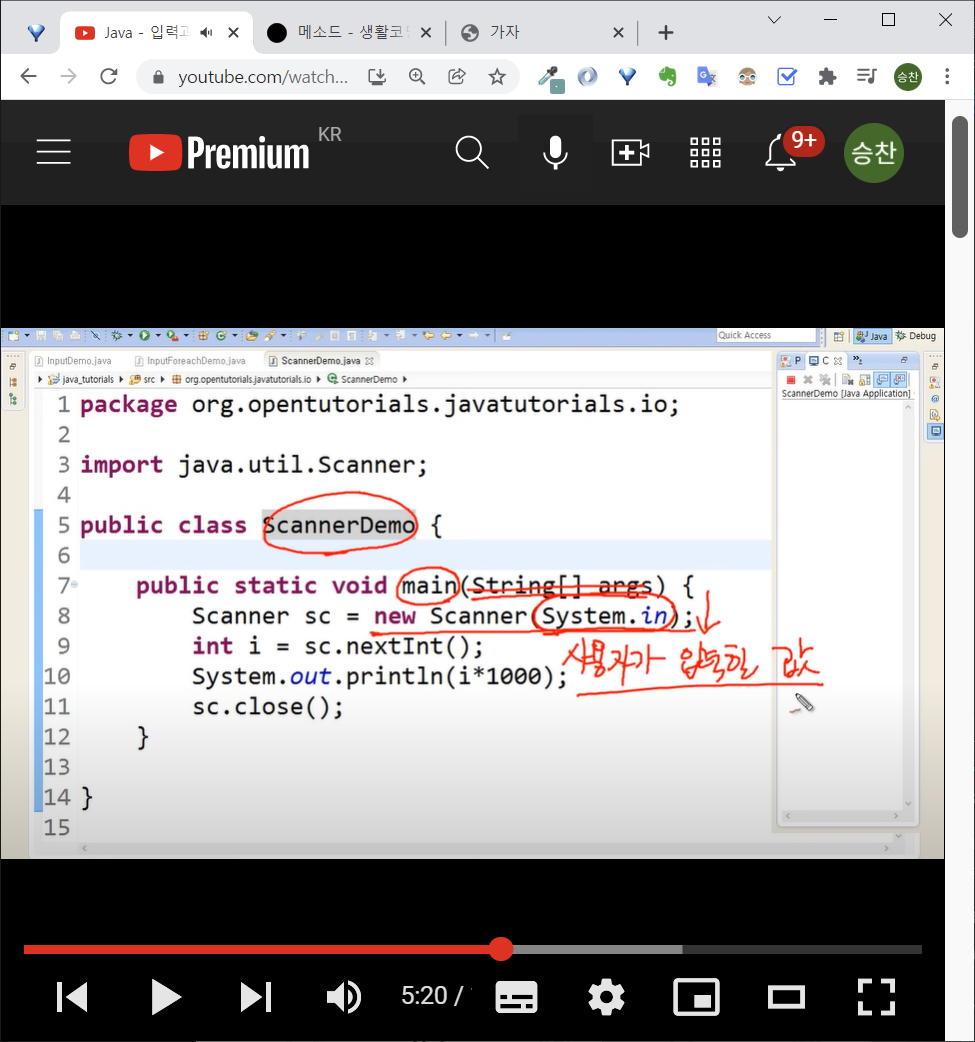 Java - 입력과
메소드 - 생활코딩
가자
youtube.com/watch...
승찬
Premium KR
9+
승찬
Quick Access
Java
Debug
InputDemo.java
InputForeachDemo.java
ScannerDemo.java
P
C
java_tutorials
src
org.opentutorials.javatutorials.io
ScannerDemo
ScannerDemo [Java Application]
1 package org.opentutorials.javatutorials.io;
2
3 import java.util.Scanner;
4
5 public class ScannerDemo {
6
7 public static void main(String[] args) {
8 Scanner sc = new Scanner(System.in);
9 int i = sc.nextInt();
사용자가 입력한 값
10 System.out.println(i*1000);
11 sc.close();
12 }
13
14 }
15
5:20 /